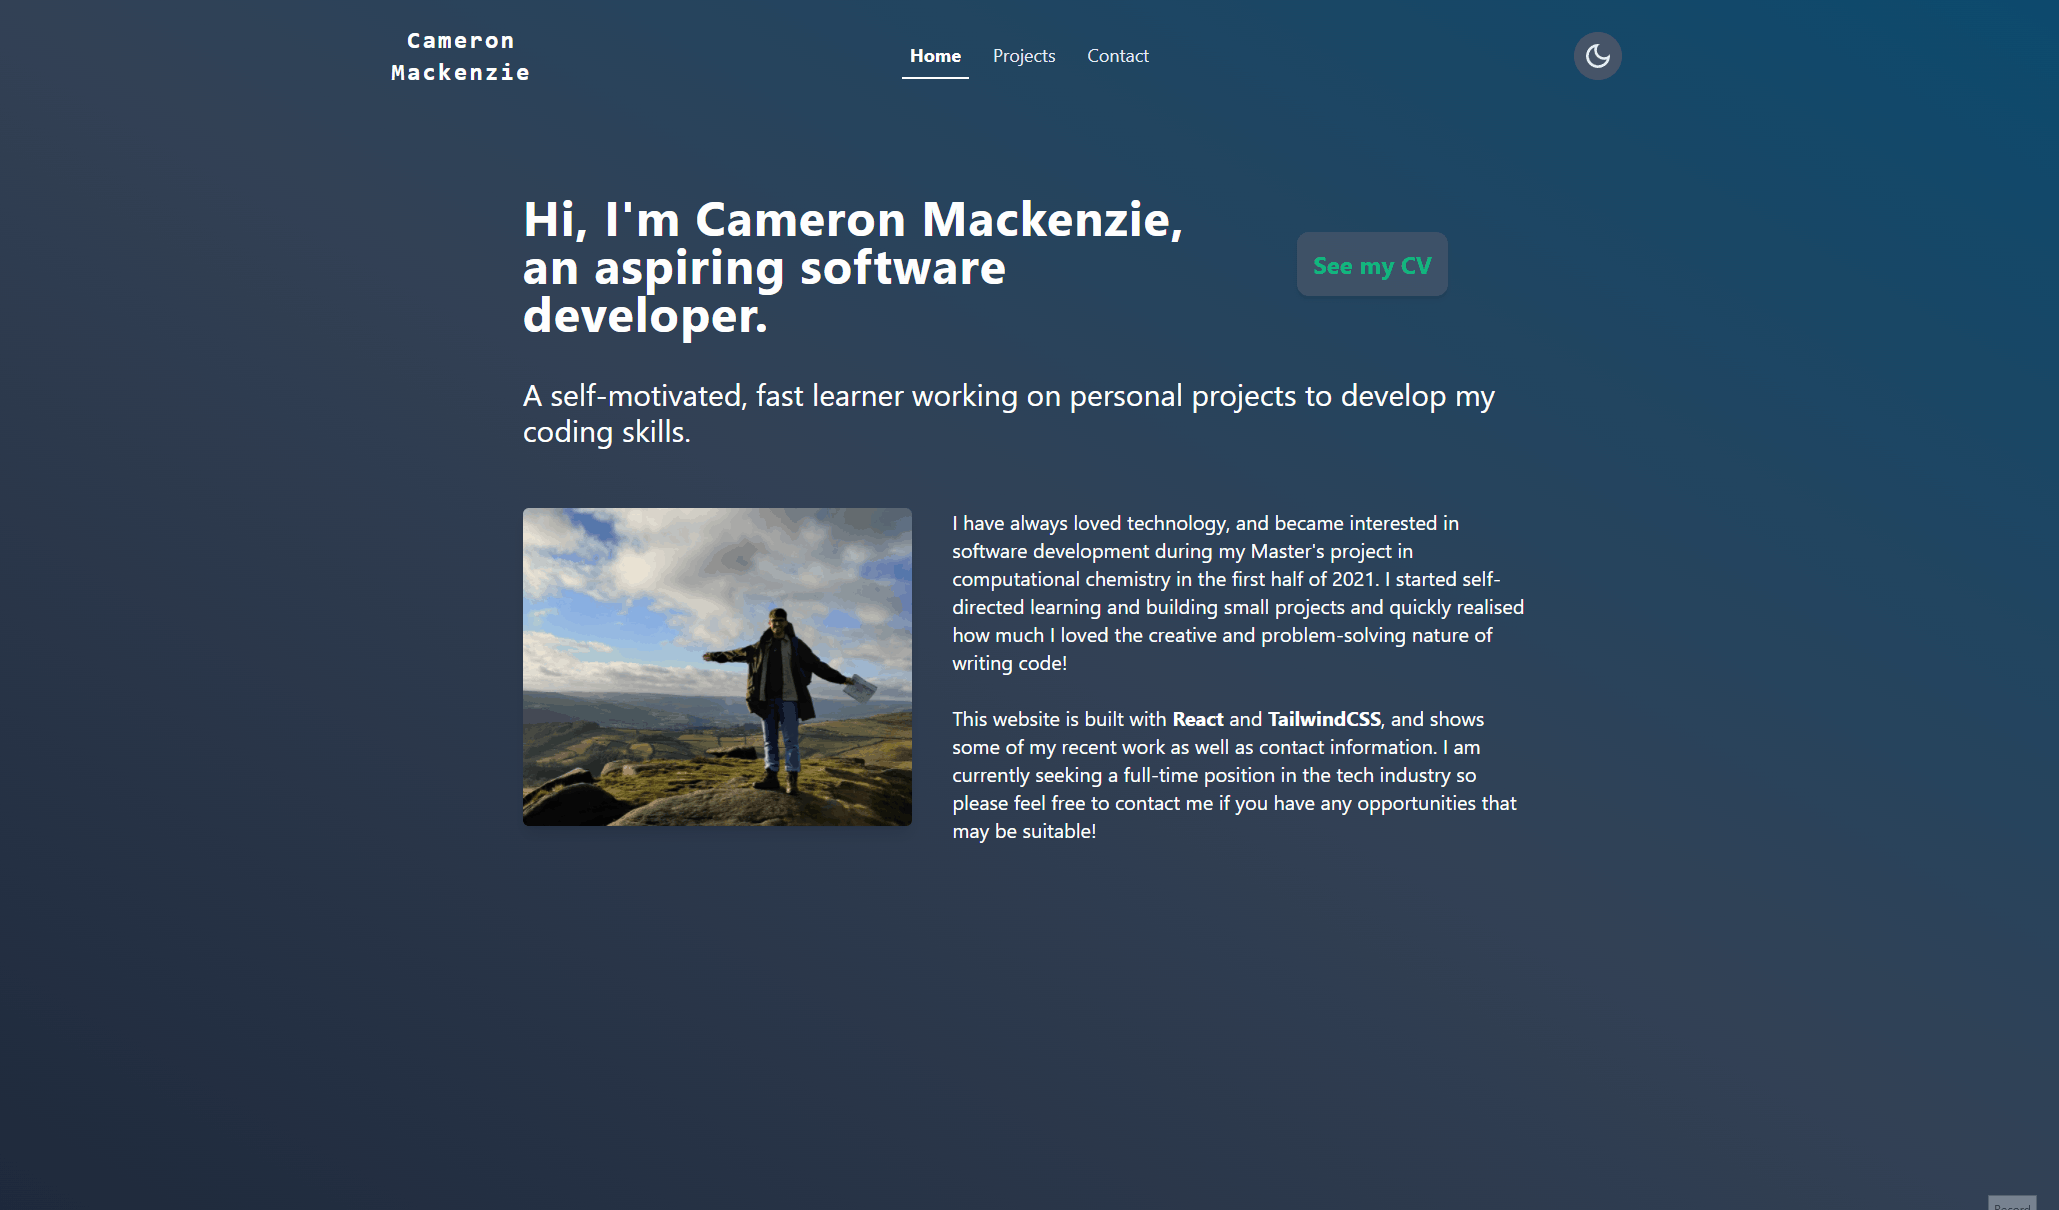 Cameron
Mackenzie
Home Projects Contact
Hi, I'm Cameron Mackenzie,
an aspiring software
developer.
See my CV
A self-motivated, fast learner working on personal projects to develop my
coding skills.
I have always loved technology, and became interested in
software development during my Master's project in
computational chemistry in the first half of 2021. I started self-
directed learning and building small projects and quickly realised
how much I loved the creative and problem-solving nature of
writing code!
This website is built with React and TailwindCSS, and shows
some of my recent work as well as contact information. I am
currently seeking a full-time position in the tech industry so
please feel free to contact me if you have any opportunities that
may be suitable!
Record